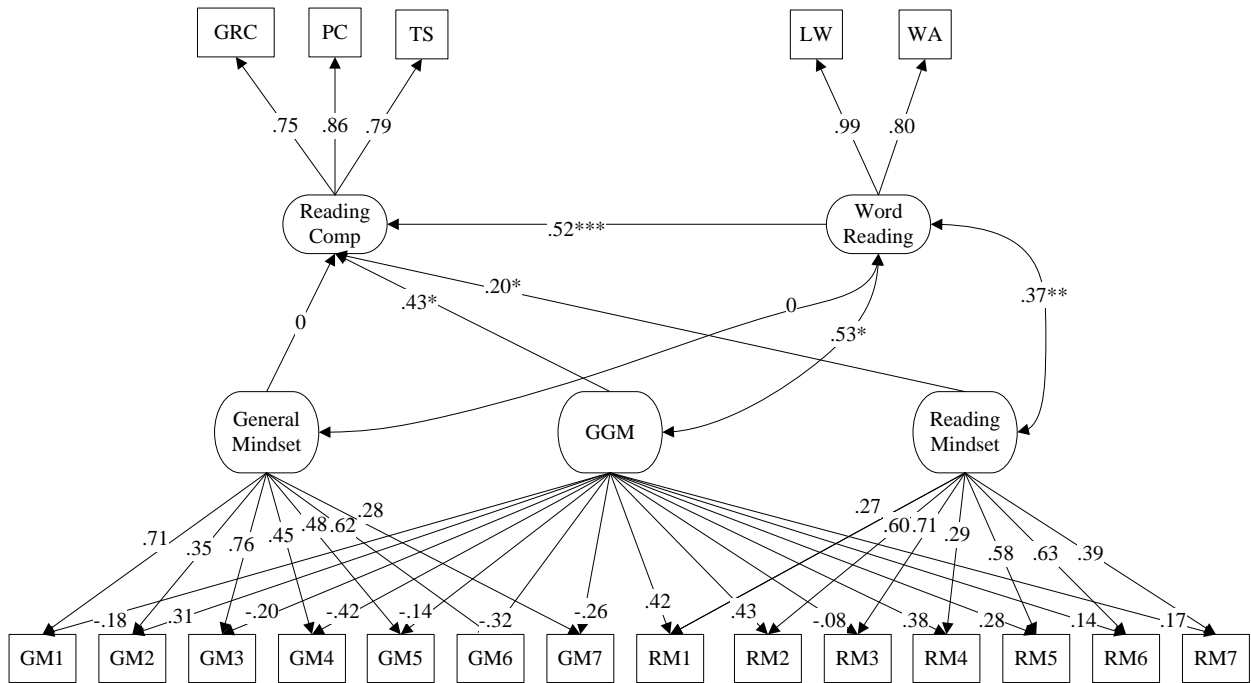 GRC PC TS LW WA
.75 .86 .79 .99 .80
Reading
Comp
Word
Reading
.52***
.20*
.43*
0
0
.53*
.37**
General
Mindset
GGM
Reading
Mindset
.71 .35 .76 .45 .48 .62 .28
.27 .60 .71 .29 .58 .63 .39
-.18 .31 -.20 -.42 -.14 -.32 -.26 .42 .43 -.08 .38 .28 .14 .17
GM1 GM2 GM3 GM4 GM5 GM6 GM7 RM1 RM2 RM3 RM4 RM5 RM6 RM7